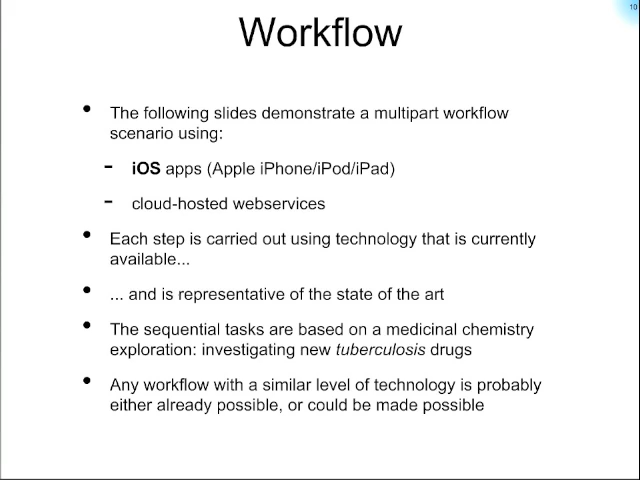 10
Workflow
• The following slides demonstrate a multipart workflow
scenario using:
- iOS apps (Apple iPhone/iPod/iPad)
- cloud-hosted webservices
• Each step is carried out using technology that is currently
available...
• ... and is representative of the state of the art
• The sequential tasks are based on a medicinal chemistry
exploration: investigating new tuberculosis drugs
• Any workflow with a similar level of technology is probably
either already possible, or could be made possible